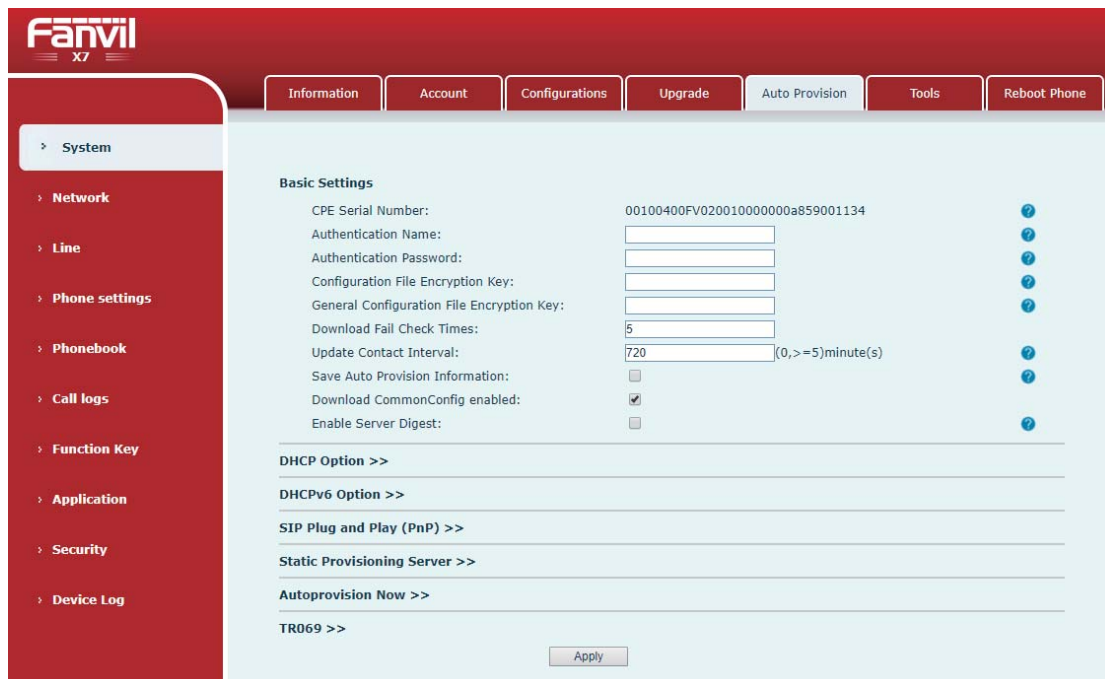 Fanvil
X7
Information Account Configurations Upgrade Auto Provision Tools Reboot Phone
› System
› Network
› Line
› Phone settings
› Phonebook
› Call logs
› Function Key
› Application
› Security
› Device Log
Basic Settings
CPE Serial Number: 00100400FV020010000000a859001134 ?
Authentication Name: ?
Authentication Password: ?
Configuration File Encryption Key: ?
General Configuration File Encryption Key: ?
Download Fail Check Times: 5
Update Contact Interval: 720 (0,>=5)minute(s) ?
Save Auto Provision Information: ?
Download CommonConfig enabled:
Enable Server Digest: ?
DHCP Option >>
DHCPv6 Option >>
SIP Plug and Play (PnP) >>
Static Provisioning Server >>
Autoprovision Now >>
TR069 >>
Apply